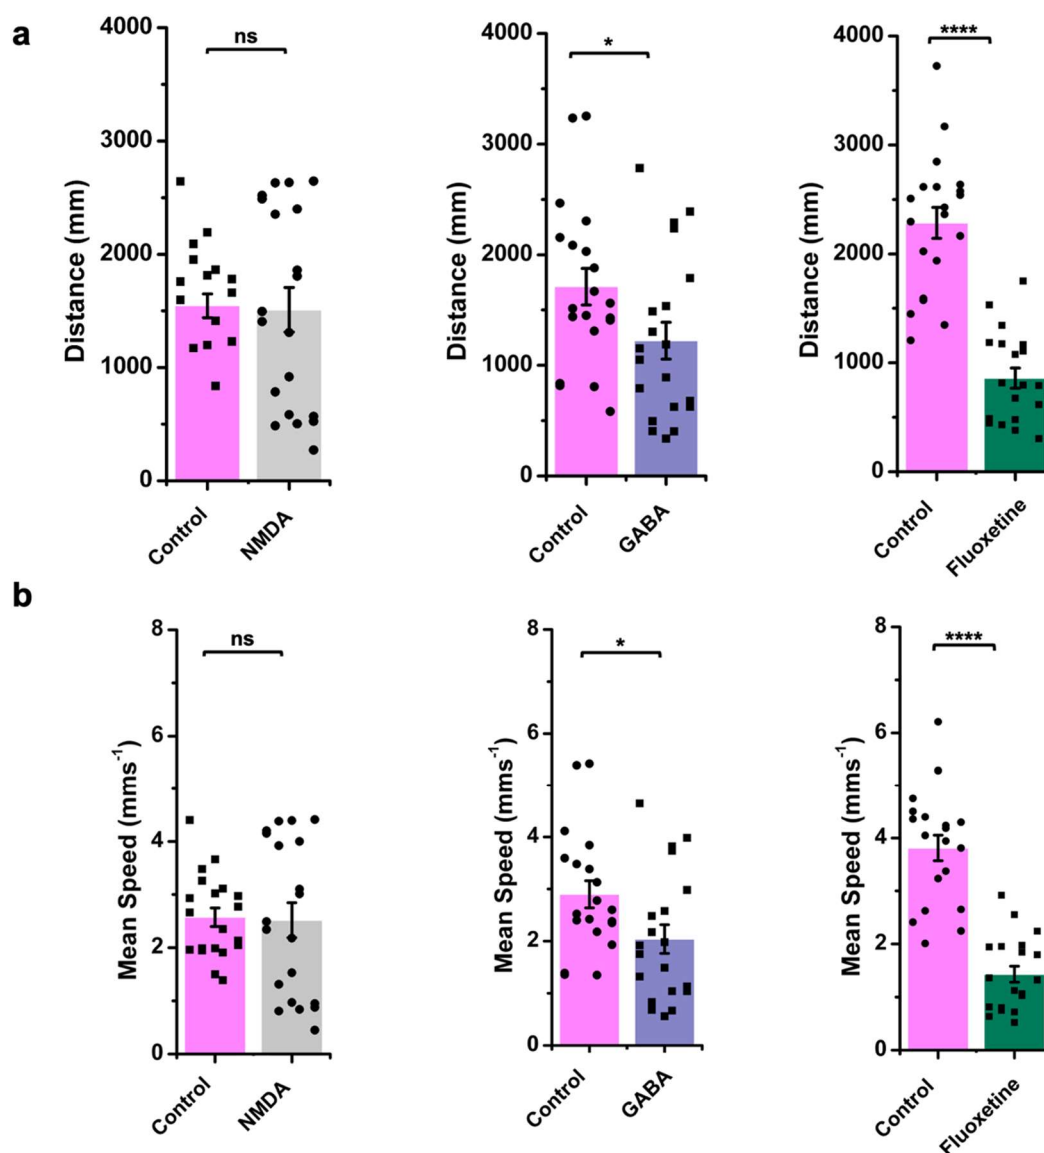 a
Distance (mm)
4000
3000
2000
1000
0
ns
Control
NMDA
Distance (mm)
4000
3000
2000
1000
0
*
Control
GABA
Distance (mm)
4000
3000
2000
1000
0
****
Control
Fluoxetine
b
Mean Speed (mms⁻¹)
8
6
4
2
0
ns
Control
NMDA
Mean Speed (mms⁻¹)
8
6
4
2
0
*
Control
GABA
Mean Speed (mms⁻¹)
8
6
4
2
0
****
Control
Fluoxetine